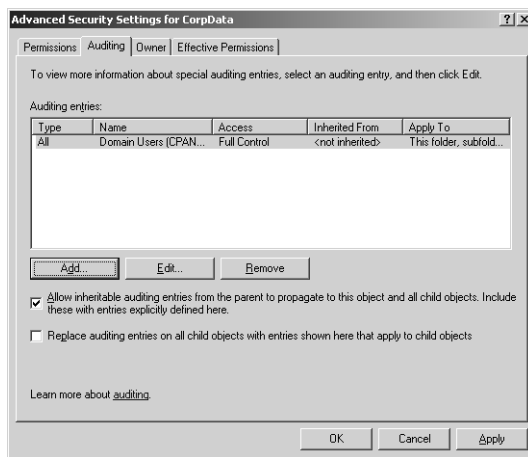 Advanced Security Settings for CorpData
Permissions Auditing Owner Effective Permissions
To view more information about special auditing entries, select an auditing entry, and then click Edit.
Auditing entries:
Type Name Access Inherited From Apply To
All Domain Users (CPAN... Full Control <not inherited> This folder, subfold...
Add... Edit... Remove
Allow inheritable auditing entries from the parent to propagate to this object and all child objects. Include
these with entries explicitly defined here.
Replace auditing entries on all child objects with entries shown here that apply to child objects
Learn more about auditing.
OK Cancel Apply